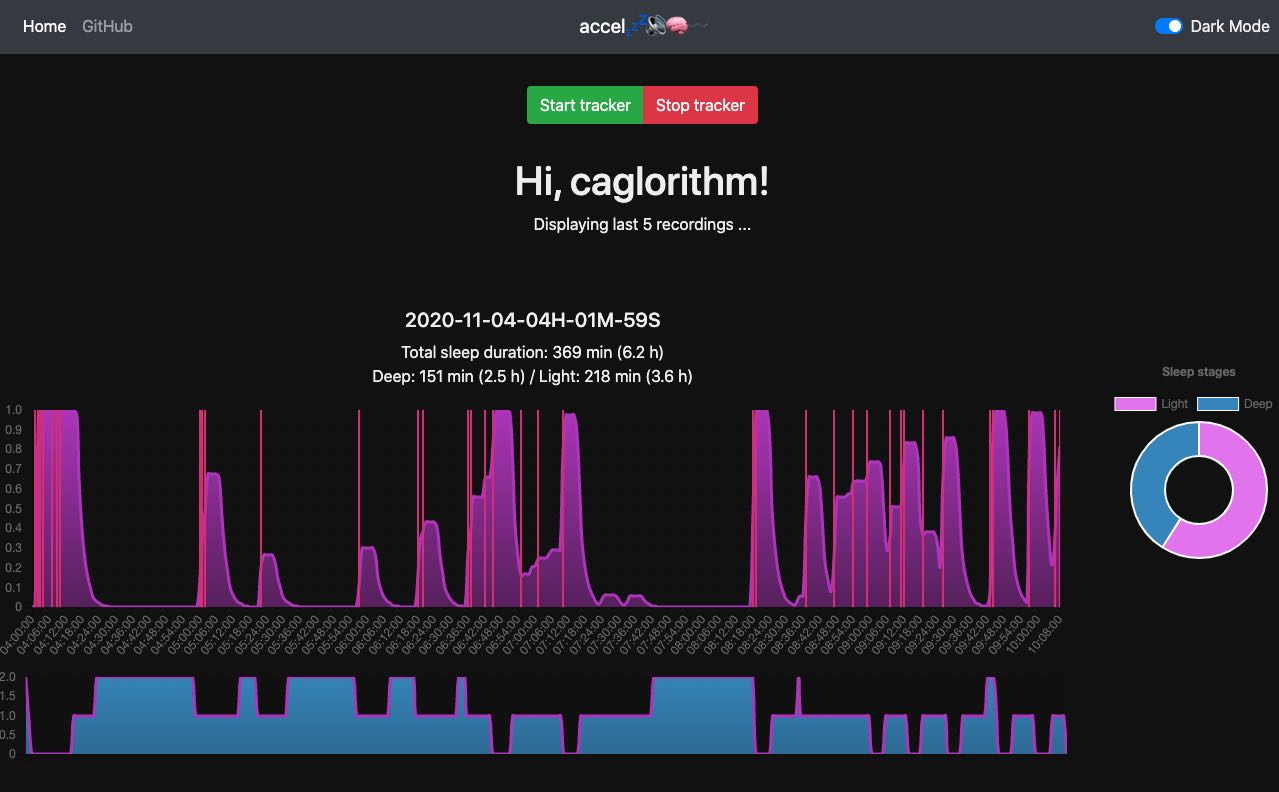 Home GitHub accel💤🔊🧠〰️ Dark Mode
Start tracker Stop tracker
Hi, caglorithm!
Displaying last 5 recordings ...
2020-11-04-04H-01M-59S
Total sleep duration: 369 min (6.2 h)
Deep: 151 min (2.5 h) / Light: 218 min (3.6 h)
Sleep stages
Light Deep
1.0
0.9
0.8
0.7
0.6
0.5
0.4
0.3
0.2
0.1
0
04:00:00 04:06:00 04:12:00 04:18:00 04:24:00 04:30:00 04:36:00 04:42:00 04:48:00 04:54:00 05:00:00 05:06:00 05:12:00 05:18:00 05:24:00 05:30:00 05:36:00 05:42:00 05:48:00 05:54:00 06:00:00 06:06:00 06:12:00 06:18:00 06:24:00 06:30:00 06:36:00 06:42:00 06:48:00 06:54:00 07:00:00 07:06:00 07:12:00 07:18:00 07:24:00 07:30:00 07:36:00 07:42:00 07:48:00 07:54:00 08:00:00 08:06:00 08:12:00 08:18:00 08:24:00 08:30:00 08:36:00 08:42:00 08:48:00 08:54:00 09:00:00 09:06:00 09:12:00 09:18:00 09:24:00 09:30:00 09:36:00 09:42:00 09:48:00 09:54:00 10:00:00 10:08:00
2.0
1.5
1.0
0.5
0